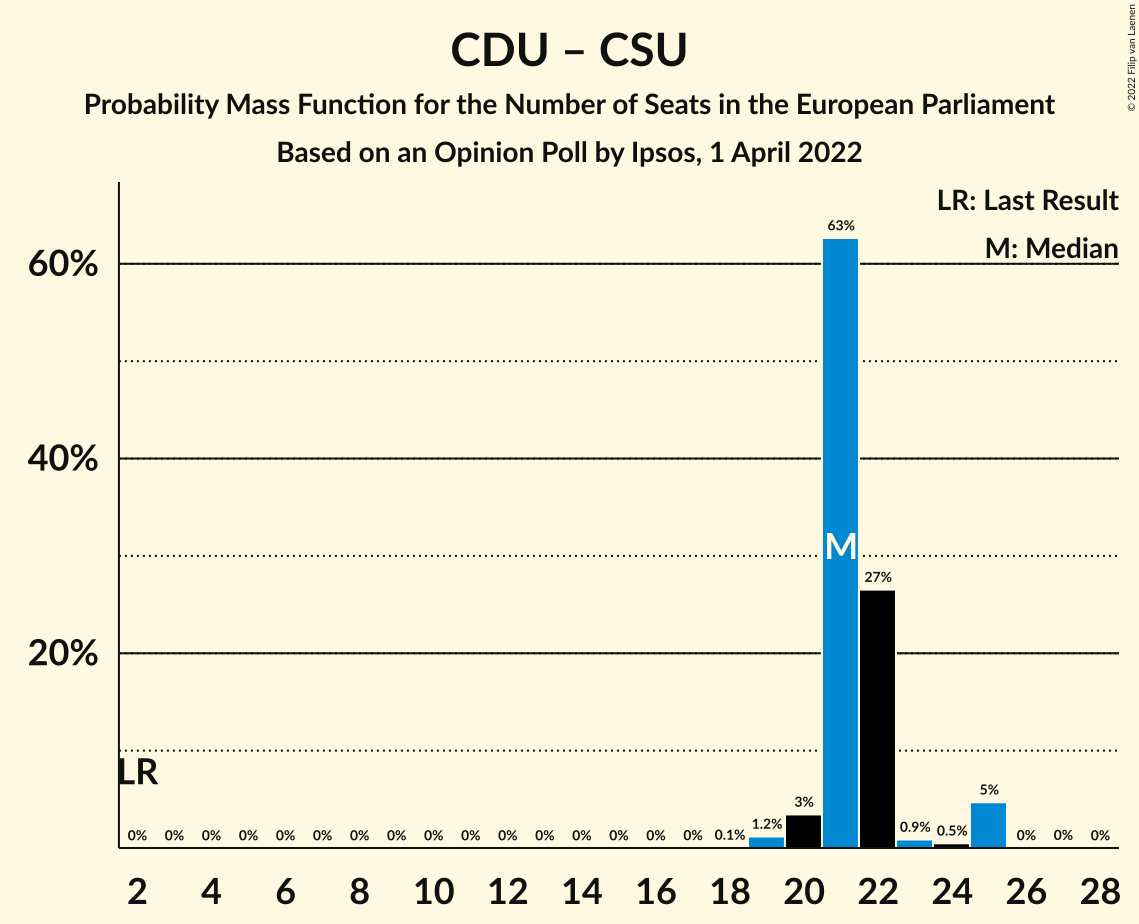 CDU – CSU
Probability Mass Function for the Number of Seats in the European Parliament
Based on an Opinion Poll by Ipsos, 1 April 2022
© 2022 Filip van Laenen
LR: Last Result
M: Median
60%
40%
20%
63%
M
27%
LR
0% 0% 0% 0% 0% 0% 0% 0% 0% 0% 0% 0% 0% 0% 0% 0% 0.1% 1.2% 3% 0.9% 0.5% 5% 0% 0% 0%
2 4 6 8 10 12 14 16 18 20 22 24 26 28